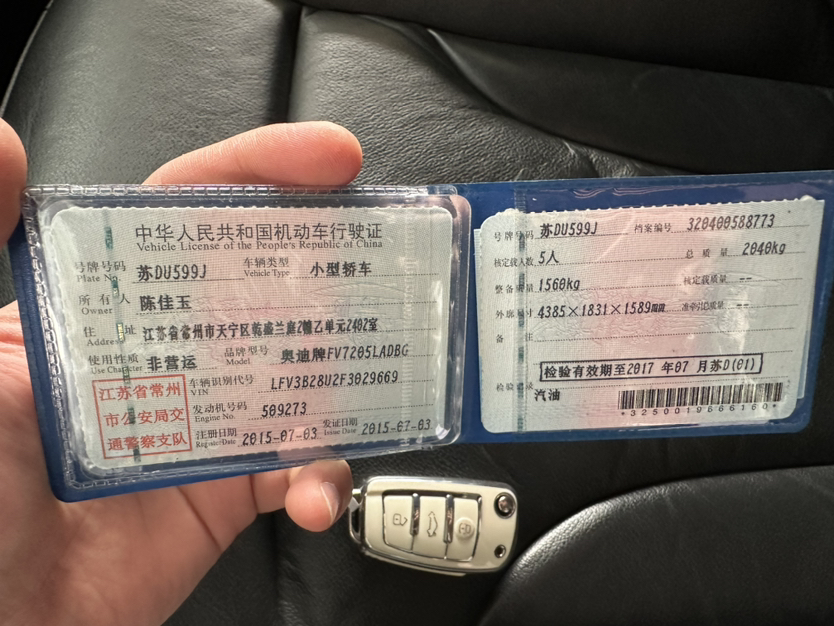 中华人民共和国机动车行驶证
Vehicle License of the People's Republic of China
号牌号码 苏DU599J 车辆类型 小型轿车
Plate No. Vehicle Type
所有人 陈佳玉
Owner
住址 江苏省常州市天宁区乾盛兰庭2幢乙单元2402室
Address
使用性质 非营运 品牌型号 奥迪牌FV7205LADBG
Use Character Model
江苏省常州
市公安局交
通警察支队
车辆识别代号 LFV3B28U2F3029669
VIN
发动机号码 509273
Engine No.
注册日期 2015-07-03 发证日期 2015-07-03
Register Date Issue Date
号牌号码 苏DU599J 档案编号 320400588773
核定载人数 5人 总质量 2040kg
整备质量 1560kg 核定载质量 --
外廓尺寸 4385×1831×1589mm 准牵引总质量 --
备注
检验有效期至2017年07月苏D(01)
检验记录
汽油
*3250019666160*